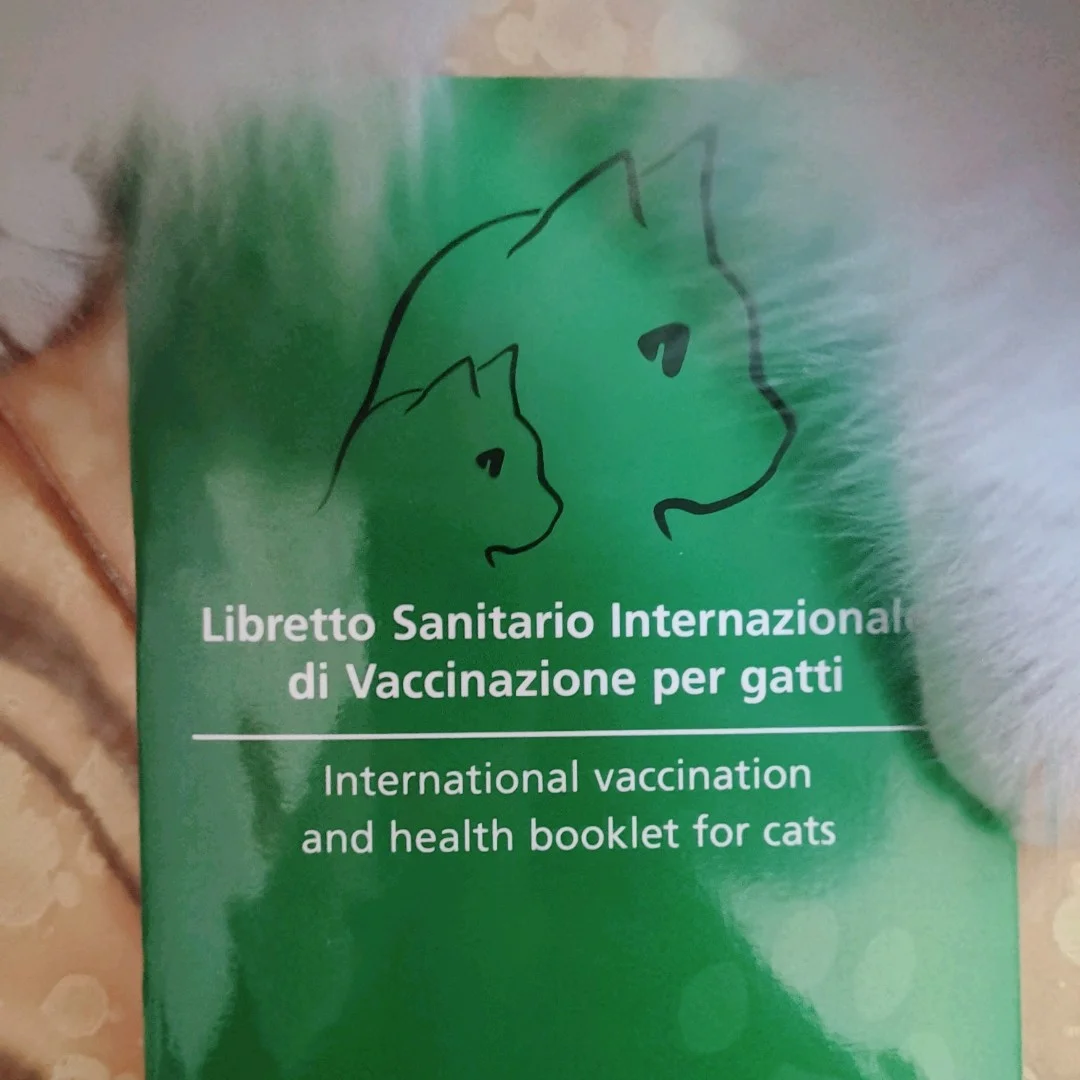 Libretto Sanitario Internazionale
di Vaccinazione per gatti
International vaccination
and health booklet for cats